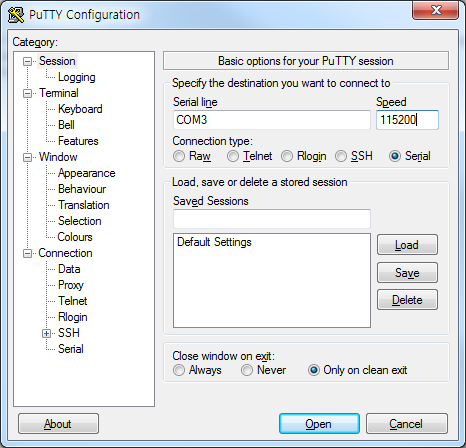 PuTTY Configuration
Category:
Session
Logging
Terminal
Keyboard
Bell
Features
Window
Appearance
Behaviour
Translation
Selection
Colours
Connection
Data
Proxy
Telnet
Rlogin
SSH
Serial
Basic options for your PuTTY session
Specify the destination you want to connect to
Serial line Speed
COM3 115200
Connection type:
Raw Telnet Rlogin SSH Serial
Load, save or delete a stored session
Saved Sessions
Default Settings
Load
Save
Delete
Close window on exit:
Always Never Only on clean exit
About Open Cancel